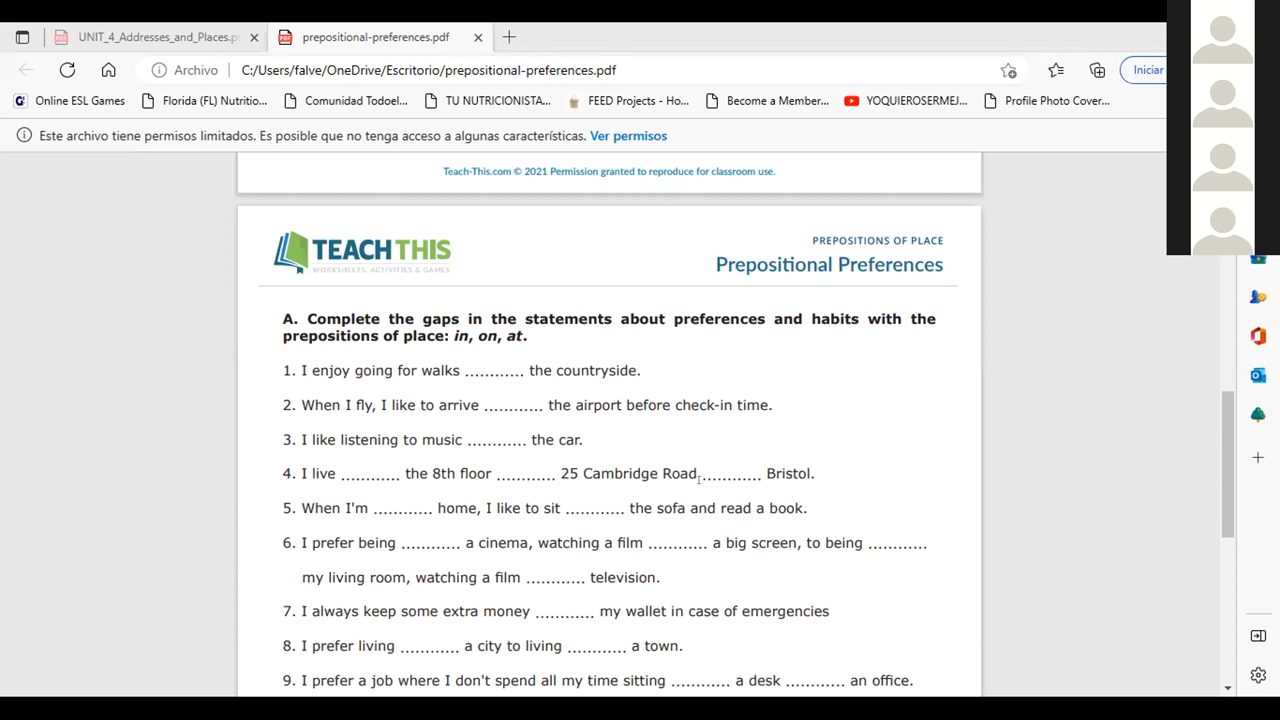 UNIT_4_Addresses_and_Places.p
prepositional-preferences.pdf
Archivo
C:/Users/falve/OneDrive/Escritorio/prepositional-preferences.pdf
Iniciar
Online ESL Games
Florida (FL) Nutritio...
Comunidad Todoel...
TU NUTRICIONISTA...
FEED Projects - Ho...
Become a Member...
YOQUIEROSERMEJ...
Profile Photo Cover...
Este archivo tiene permisos limitados. Es posible que no tenga acceso a algunas características. Ver permisos
Teach-This.com © 2021 Permission granted to reproduce for classroom use.
TEACH THIS
WORKSHEETS, ACTIVITIES & GAMES
PREPOSITIONS OF PLACE
Prepositional Preferences
A. Complete the gaps in the statements about preferences and habits with the
prepositions of place: in, on, at.
1. I enjoy going for walks ............ the countryside.
2. When I fly, I like to arrive ............ the airport before check-in time.
3. I like listening to music ............ the car.
4. I live ............ the 8th floor ............ 25 Cambridge Road ............ Bristol.
5. When I'm ............ home, I like to sit ............ the sofa and read a book.
6. I prefer being ............ a cinema, watching a film ............ a big screen, to being ............
my living room, watching a film ............ television.
7. I always keep some extra money ............ my wallet in case of emergencies
8. I prefer living ............ a city to living ............ a town.
9. I prefer a job where I don't spend all my time sitting ............ a desk ............ an office.